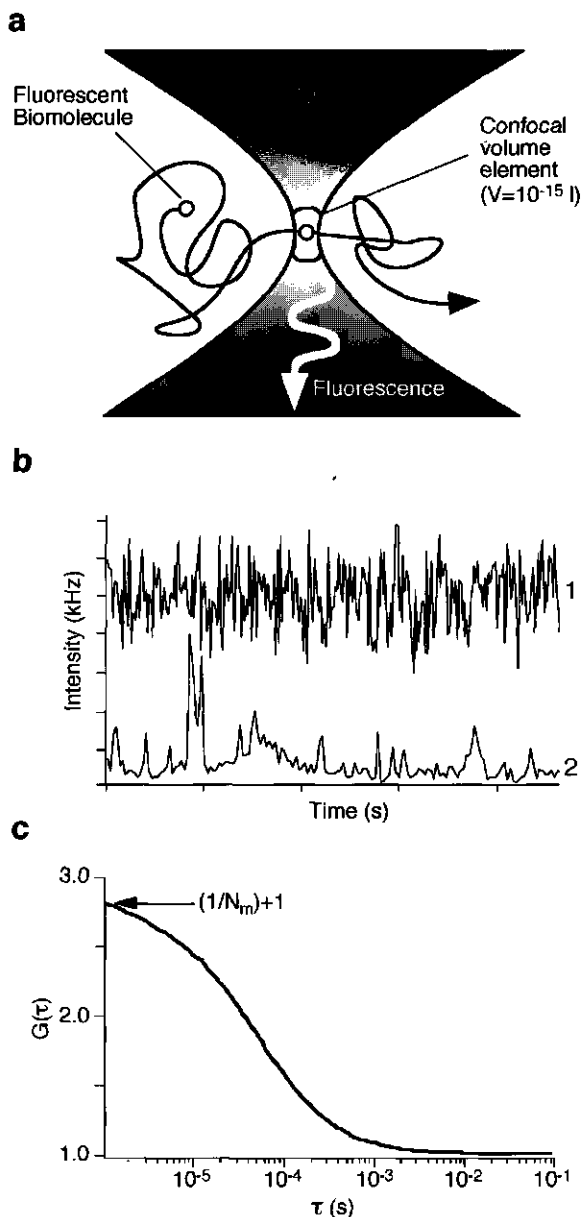 a
Fluorescent
Biomolecule
Confocal
volume
element
(V=10⁻¹⁵ l)
Fluorescence
b
Intensity (kHz)
1
2
Time (s)
c
3.0
(1/Nₘ)+1
G(τ)
2.0
1.0
10⁻⁵ 10⁻⁴ 10⁻³ 10⁻² 10⁻¹
τ (s)